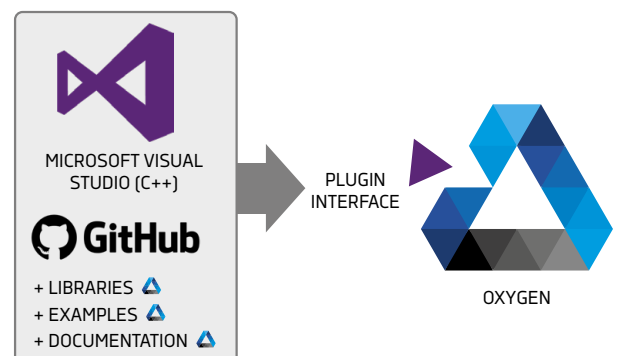 MICROSOFT VISUAL
STUDIO (C++)
GitHub
+ LIBRARIES
+ EXAMPLES
+ DOCUMENTATION
PLUGIN
INTERFACE
OXYGEN